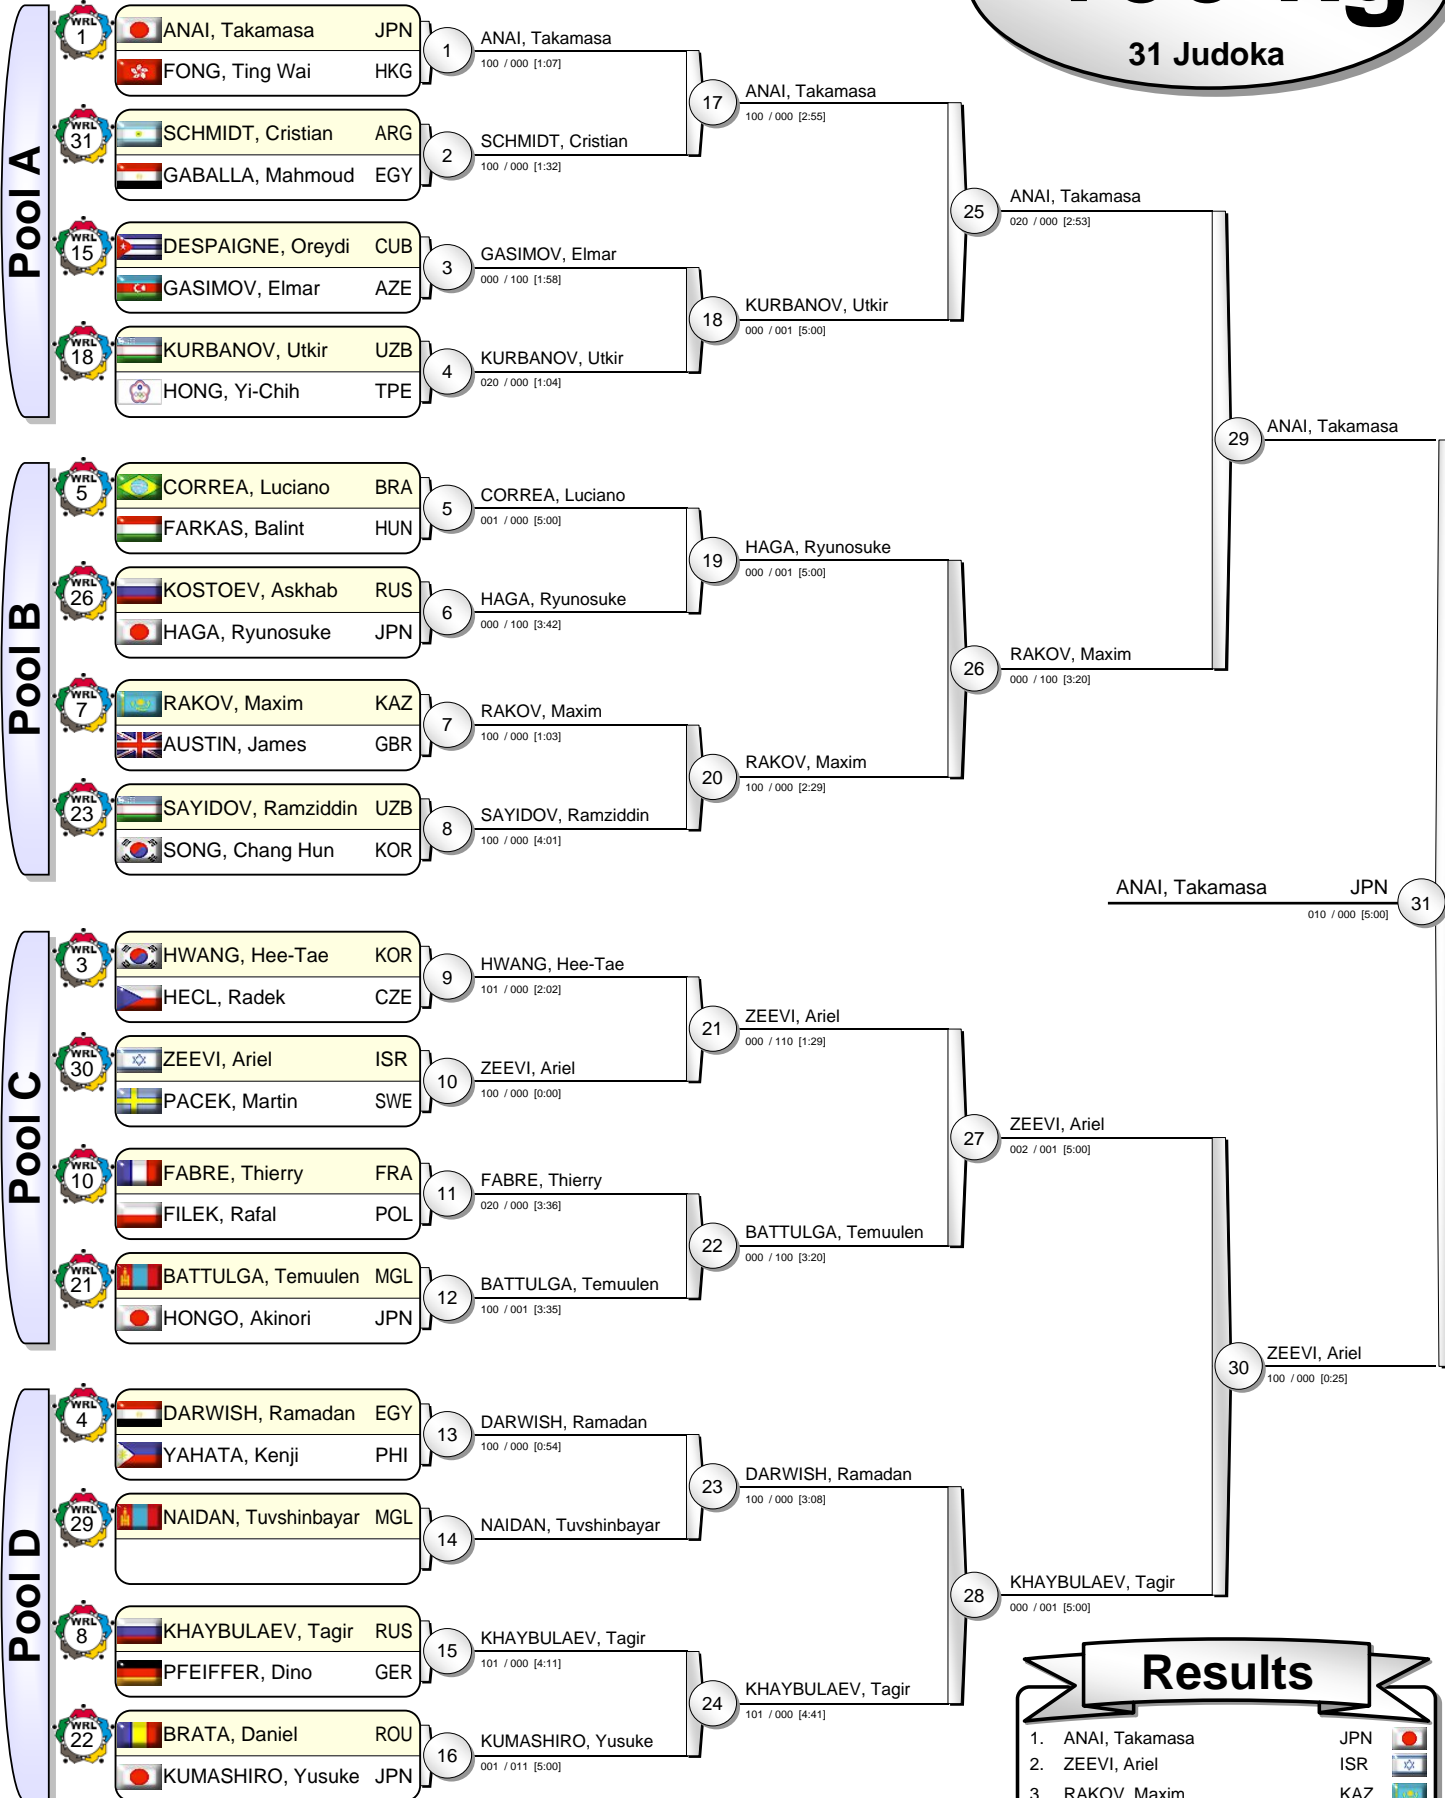 31 Judoka
Pool A
WRL 1
ANAI, Takamasa JPN
FONG, Ting Wai HKG
1
ANAI, Takamasa
100 / 000 [1:07]
WRL 31
SCHMIDT, Cristian ARG
GABALLA, Mahmoud EGY
2
SCHMIDT, Cristian
100 / 000 [1:32]
17
ANAI, Takamasa
100 / 000 [2:55]
WRL 15
DESPAIGNE, Oreydi CUB
GASIMOV, Elmar AZE
3
GASIMOV, Elmar
000 / 100 [1:58]
WRL 18
KURBANOV, Utkir UZB
HONG, Yi-Chih TPE
4
KURBANOV, Utkir
020 / 000 [1:04]
18
KURBANOV, Utkir
000 / 001 [5:00]
25
ANAI, Takamasa
020 / 000 [2:53]
Pool B
WRL 5
CORREA, Luciano BRA
FARKAS, Balint HUN
5
CORREA, Luciano
001 / 000 [5:00]
WRL 26
KOSTOEV, Askhab RUS
HAGA, Ryunosuke JPN
6
HAGA, Ryunosuke
000 / 100 [3:42]
19
HAGA, Ryunosuke
000 / 001 [5:00]
WRL 7
RAKOV, Maxim KAZ
AUSTIN, James GBR
7
RAKOV, Maxim
100 / 000 [1:03]
WRL 23
SAYIDOV, Ramziddin UZB
SONG, Chang Hun KOR
8
SAYIDOV, Ramziddin
100 / 000 [4:01]
20
RAKOV, Maxim
100 / 000 [2:29]
26
RAKOV, Maxim
000 / 100 [3:20]
29
ANAI, Takamasa
ANAI, Takamasa JPN
010 / 000 [5:00]
31
Pool C
WRL 3
HWANG, Hee-Tae KOR
HECL, Radek CZE
9
HWANG, Hee-Tae
101 / 000 [2:02]
WRL 30
ZEEVI, Ariel ISR
PACEK, Martin SWE
10
ZEEVI, Ariel
100 / 000 [0:00]
21
ZEEVI, Ariel
000 / 110 [1:29]
WRL 10
FABRE, Thierry FRA
FILEK, Rafal POL
11
FABRE, Thierry
020 / 000 [3:36]
WRL 21
BATTULGA, Temuulen MGL
HONGO, Akinori JPN
12
BATTULGA, Temuulen
100 / 001 [3:35]
22
BATTULGA, Temuulen
000 / 100 [3:20]
27
ZEEVI, Ariel
002 / 001 [5:00]
Pool D
WRL 4
DARWISH, Ramadan EGY
YAHATA, Kenji PHI
13
DARWISH, Ramadan
100 / 000 [0:54]
WRL 29
NAIDAN, Tuvshinbayar MGL
14
NAIDAN, Tuvshinbayar
23
DARWISH, Ramadan
100 / 000 [3:08]
WRL 8
KHAYBULAEV, Tagir RUS
PFEIFFER, Dino GER
15
KHAYBULAEV, Tagir
101 / 000 [4:11]
WRL 22
BRATA, Daniel ROU
KUMASHIRO, Yusuke JPN
16
KUMASHIRO, Yusuke
001 / 011 [5:00]
24
KHAYBULAEV, Tagir
101 / 000 [4:41]
28
KHAYBULAEV, Tagir
000 / 001 [5:00]
30
ZEEVI, Ariel
100 / 000 [0:25]
Results
1. ANAI, Takamasa JPN
2. ZEEVI, Ariel ISR
3. RAKOV, Maxim KAZ